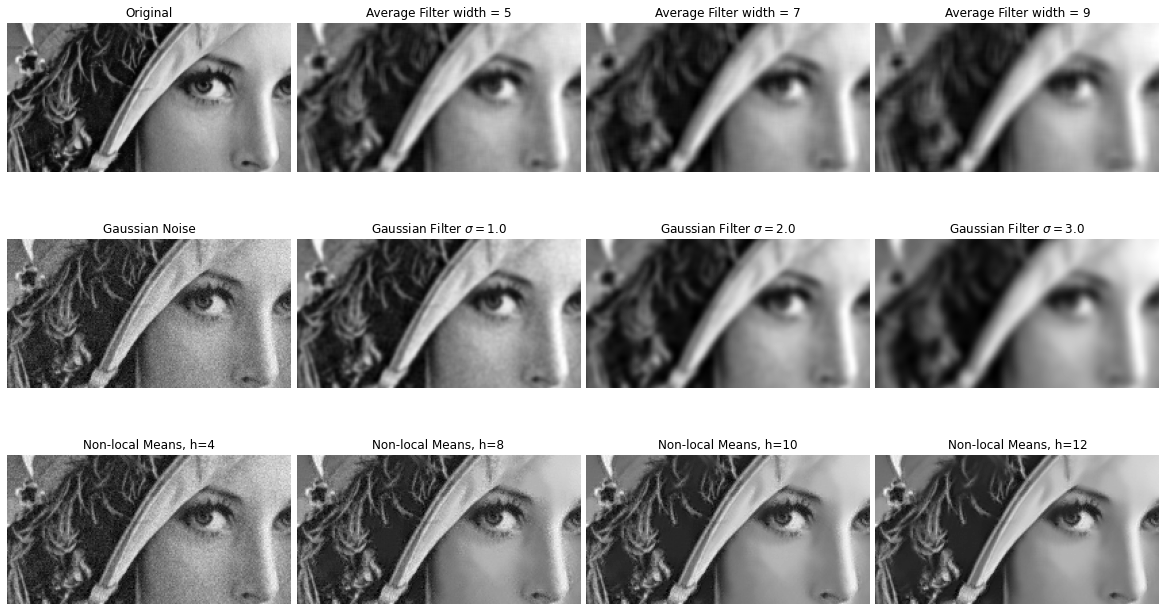 Original
Average Filter width = 5
Average Filter width = 7
Average Filter width = 9
Gaussian Noise
Gaussian Filter σ = 1.0
Gaussian Filter σ = 2.0
Gaussian Filter σ = 3.0
Non-local Means, h=4
Non-local Means, h=8
Non-local Means, h=10
Non-local Means, h=12